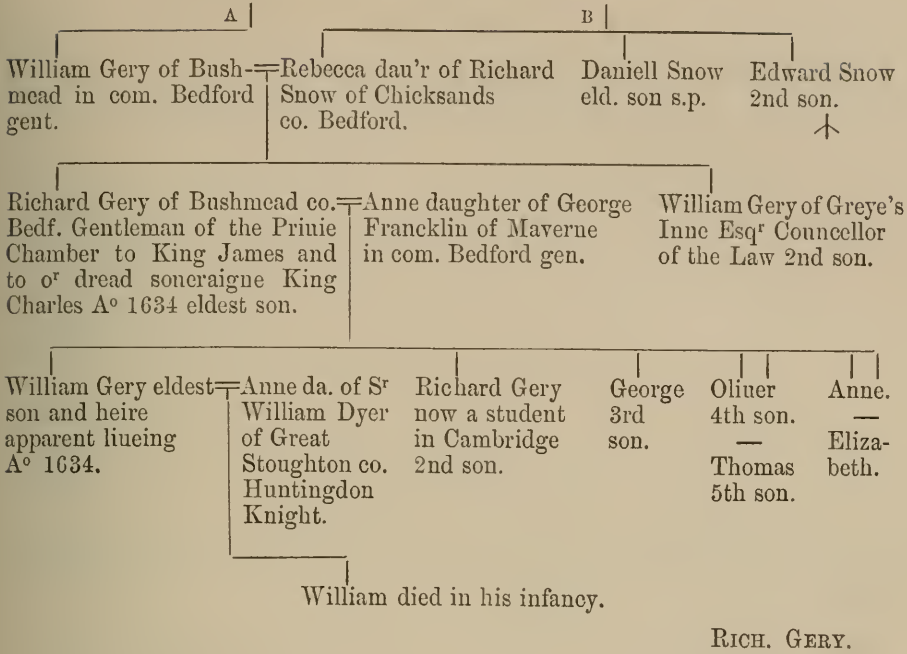 A
B
William Gery of Bush-
mead in com. Bedford
gent.
Rebecca dau'r of Richard
Snow of Chicksands
co. Bedford.
Daniell Snow
eld. son s.p.
Edward Snow
2nd son.
Richard Gery of Bushmead co.
Bedf. Gentleman of the Priuie
Chamber to King James and
to oʳ dread soueraigne King
Charles Aº 1634 eldest son.
Anne daughter of George
Francklin of Maverne
in com. Bedford gen.
William Gery of Greye's
Inne Esqʳ Councellor
of the Law 2nd son.
William Gery eldest
son and heire
apparent liueing
Aº 1634.
Anne da. of Sʳ
William Dyer
of Great
Stoughton co.
Huntingdon
Knight.
Richard Gery
now a student
in Cambridge
2nd son.
George
3rd
son.
Oliuer
4th son.
—
Thomas
5th son.
Anne.
—
Eliza-
beth.
William died in his infancy.
RICH. GERY.